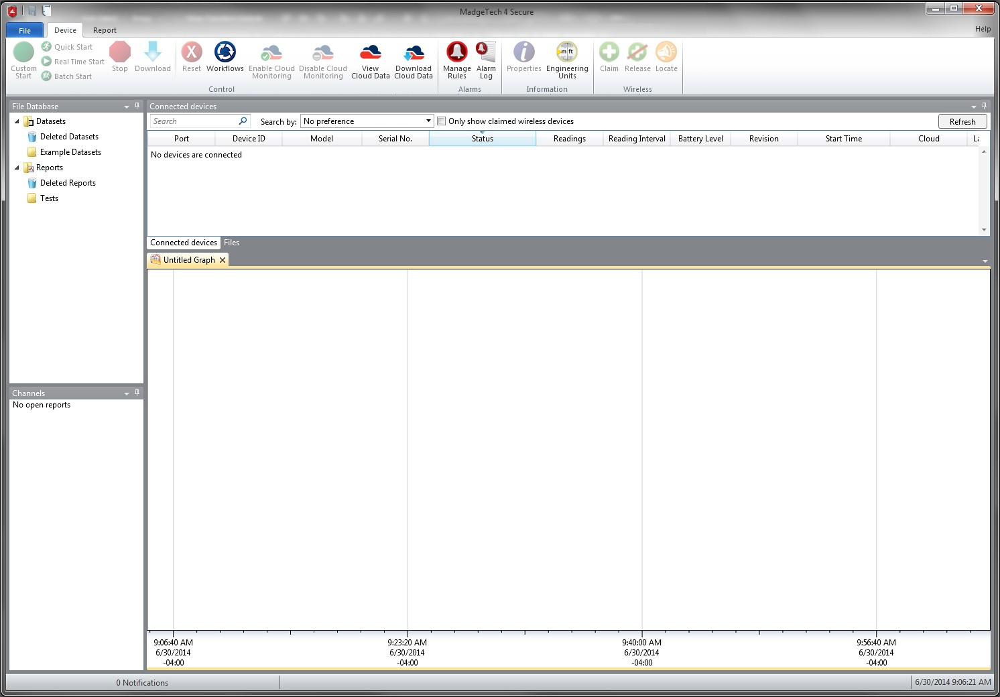 MadgeTech 4 Secure
File Device Report Help
Custom Start
Quick Start
Real Time Start
Batch Start
Stop
Download
Reset
Workflows
Enable Cloud Monitoring
Disable Cloud Monitoring
View Cloud Data
Download Cloud Data
Control
Manage Rules
Alarm Log
Alarms
Properties
Engineering Units
Information
Claim
Release
Locate
Wireless
File Database
Datasets
Deleted Datasets
Example Datasets
Reports
Deleted Reports
Tests
Channels
No open reports
Connected devices
Search
Search by: No preference
Only show claimed wireless devices
Refresh
Port Device ID Model Serial No. Status Readings Reading Interval Battery Level Revision Start Time Cloud
No devices are connected
Connected devices Files
Untitled Graph
9:06:40 AM 9:23:20 AM 9:40:00 AM 9:56:40 AM
6/30/2014 6/30/2014 6/30/2014 6/30/2014
-04:00 -04:00 -04:00 -04:00
0 Notifications
6/30/2014 9:06:21 AM